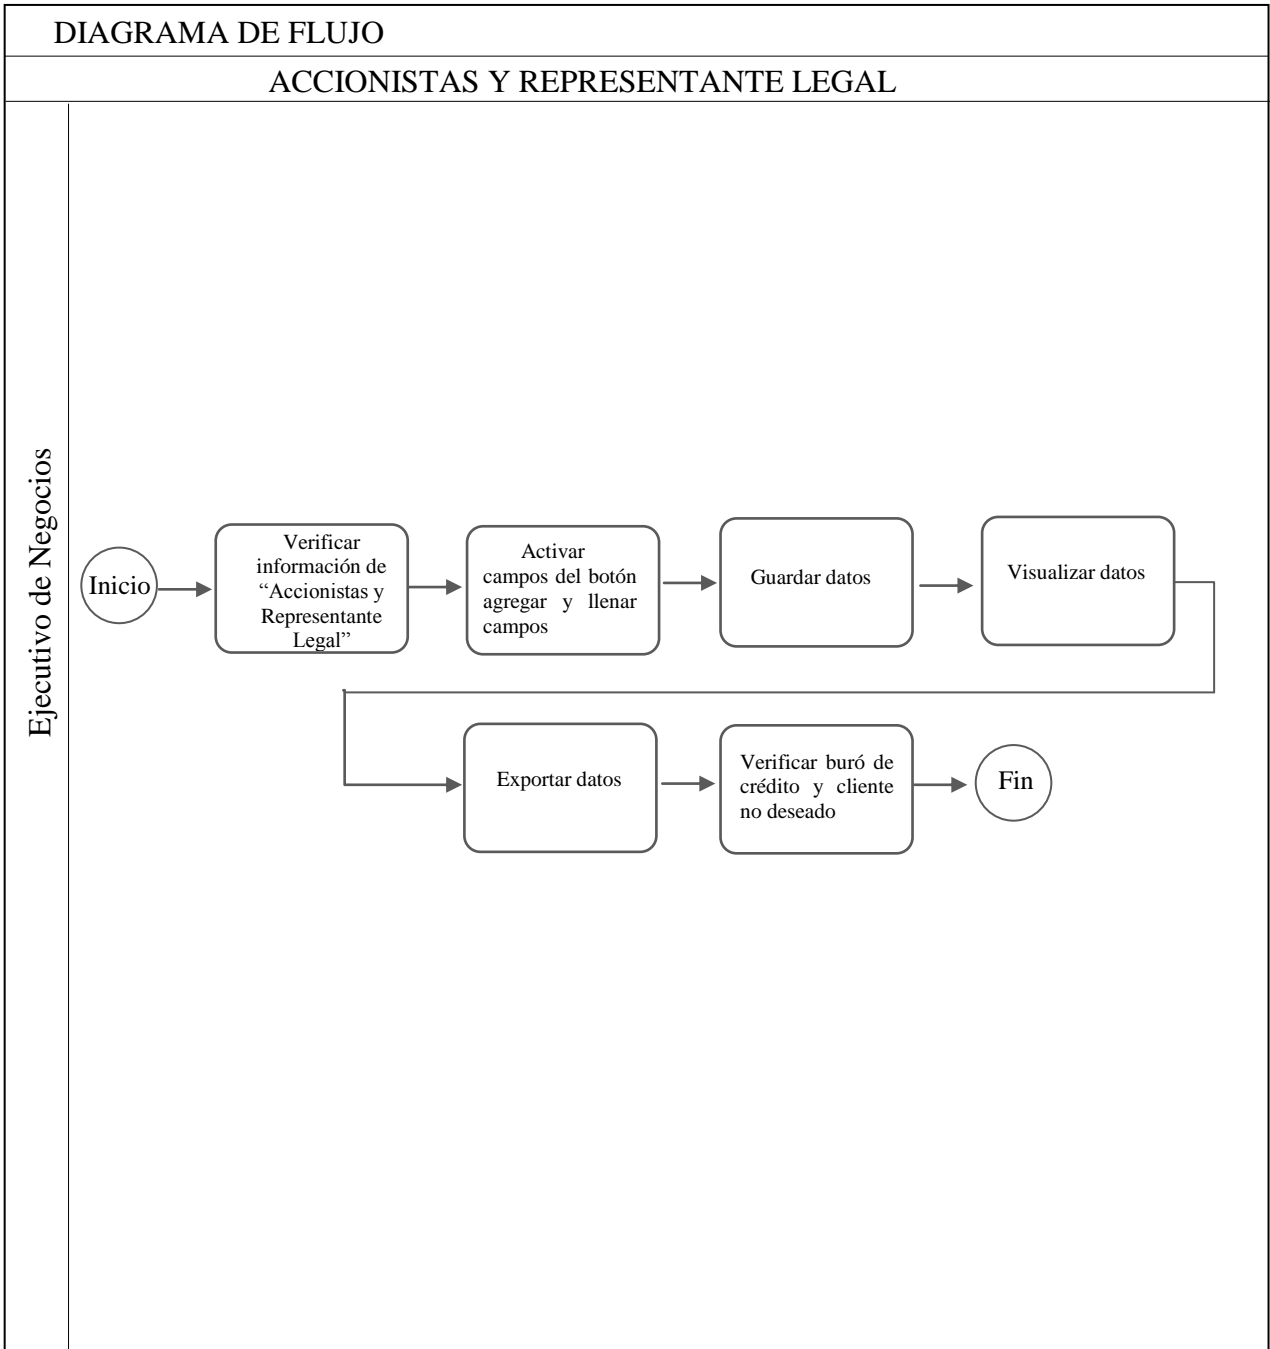 DIAGRAMA DE FLUJO
ACCIONISTAS Y REPRESENTANTE LEGAL
Ejecutivo de Negocios
Inicio
Verificar
información de
“Accionistas y
Representante
Legal”
Activar
campos del botón
agregar y llenar
campos
Guardar datos
Visualizar datos
Exportar datos
Verificar buró de
crédito y cliente
no deseado
Fin